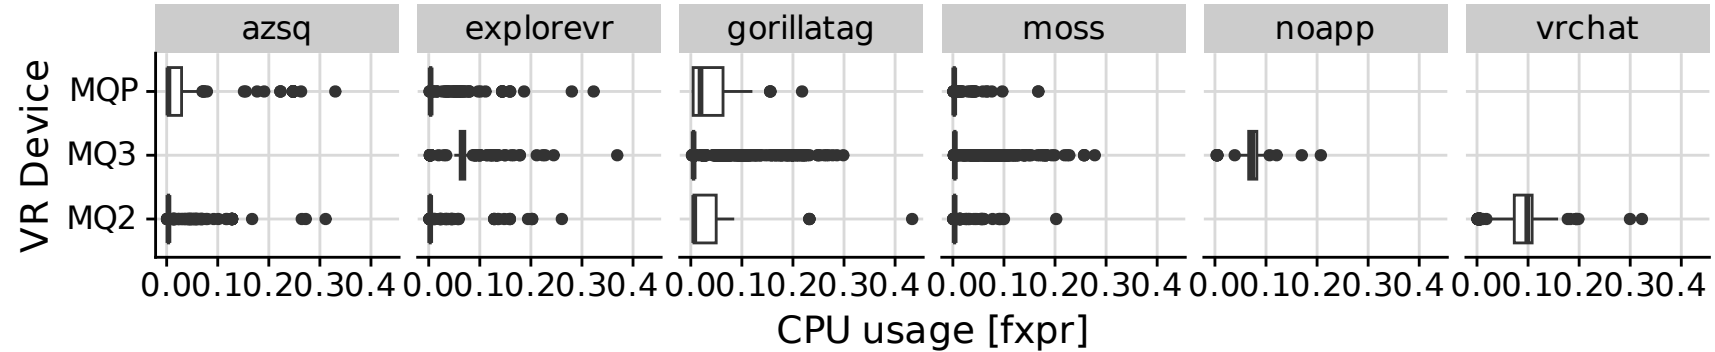 azsq explorevr gorillatag moss noapp vrchat
VR Device
MQP
MQ3
MQ2
0.00.10.20.30.4 0.00.10.20.30.4 0.00.10.20.30.4 0.00.10.20.30.4 0.00.10.20.30.4 0.00.10.20.30.4
CPU usage [fxpr]